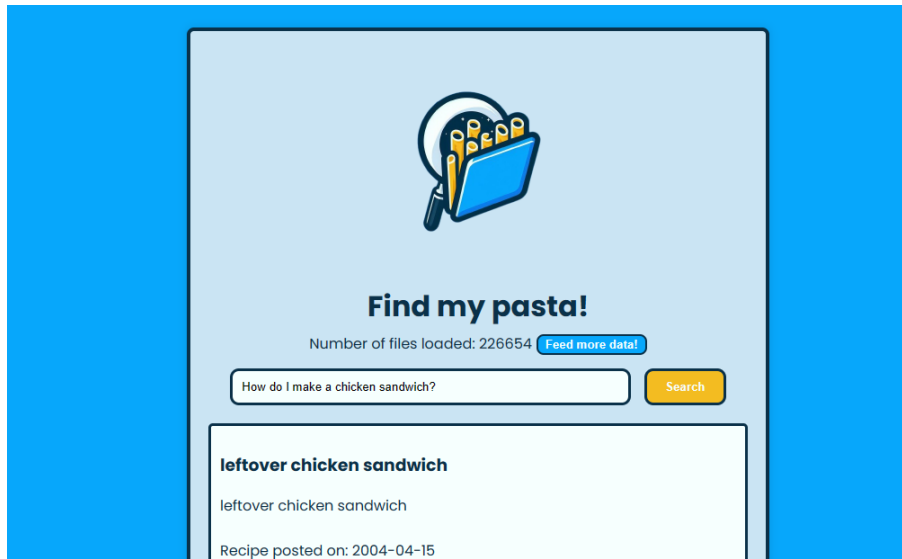 Find my pasta!
Number of files loaded: 226654 Feed more data!
How do I make a chicken sandwich? Search
leftover chicken sandwich
leftover chicken sandwich
Recipe posted on: 2004-04-15